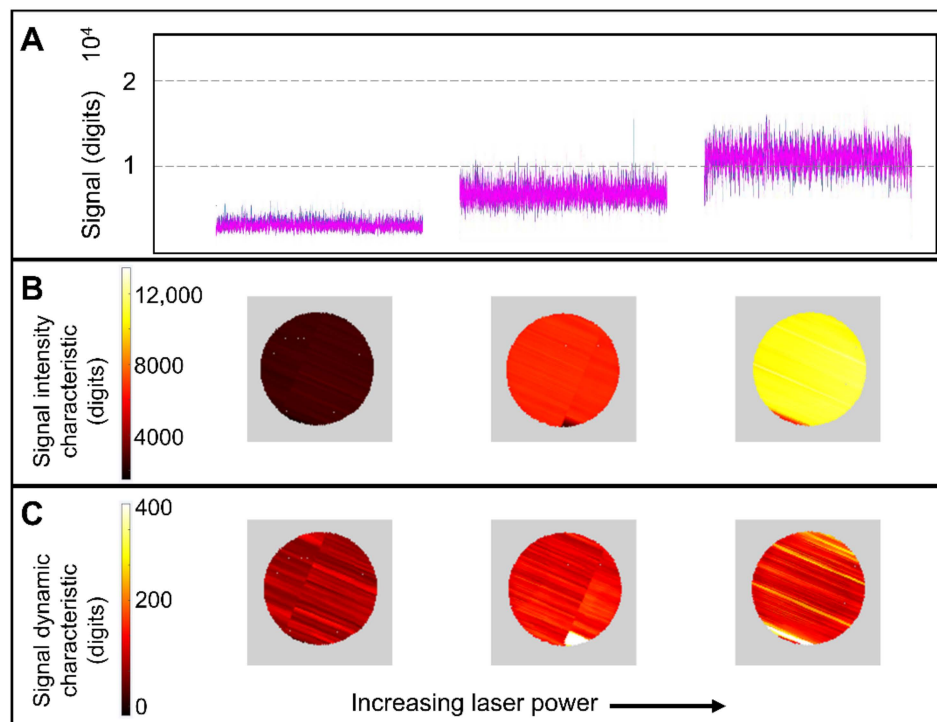 A
Signal (digits) 10⁴
2
1
B
Signal intensity
characteristic
(digits)
12,000
8000
4000
C
Signal dynamic
characteristic
(digits)
400
200
0
Increasing laser power